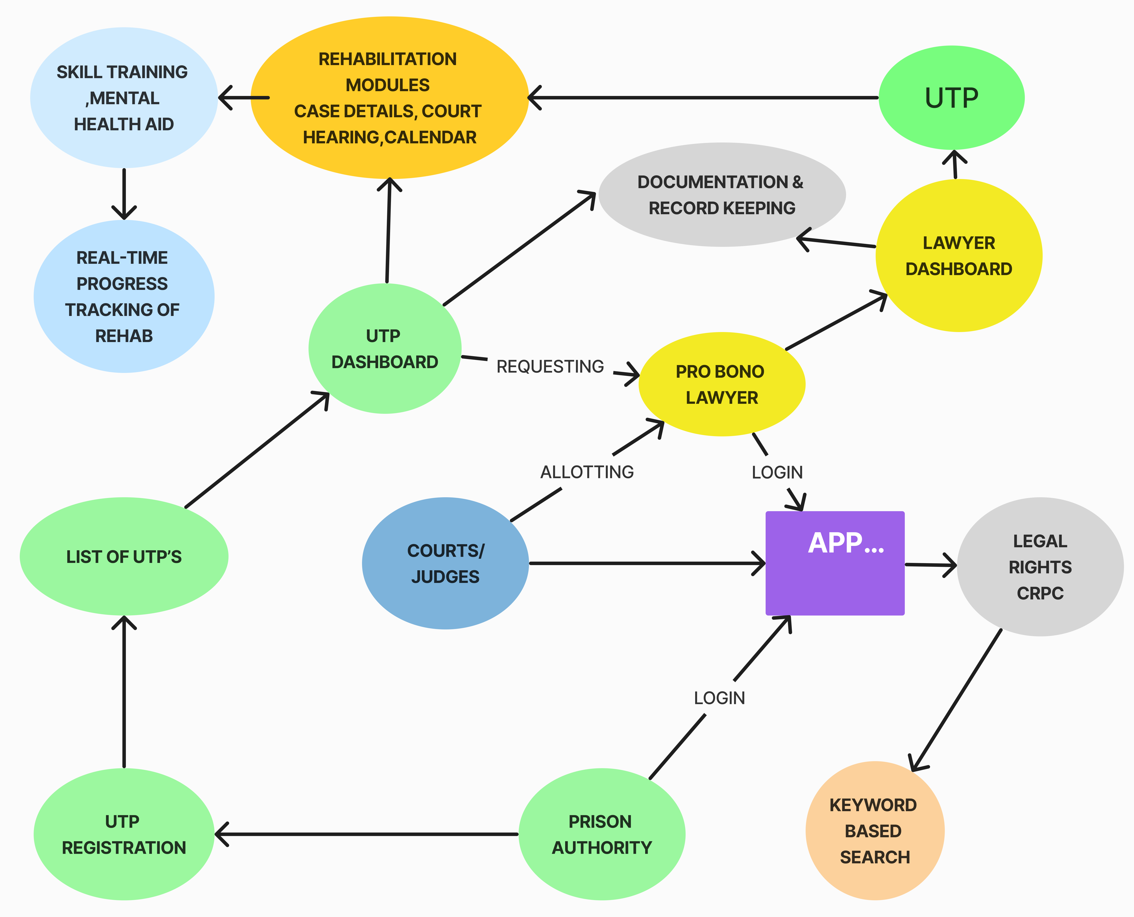 SKILL TRAINING
,MENTAL
HEALTH AID
REHABILITATION
MODULES
CASE DETAILS, COURT
HEARING,CALENDAR
UTP
DOCUMENTATION &
RECORD KEEPING
LAWYER
DASHBOARD
REAL-TIME
PROGRESS
TRACKING OF
REHAB
UTP
DASHBOARD
REQUESTING
PRO BONO
LAWYER
ALLOTTING
LOGIN
LIST OF UTP’S
COURTS/
JUDGES
APP...
LEGAL
RIGHTS
CRPC
LOGIN
UTP
REGISTRATION
PRISON
AUTHORITY
KEYWORD
BASED
SEARCH